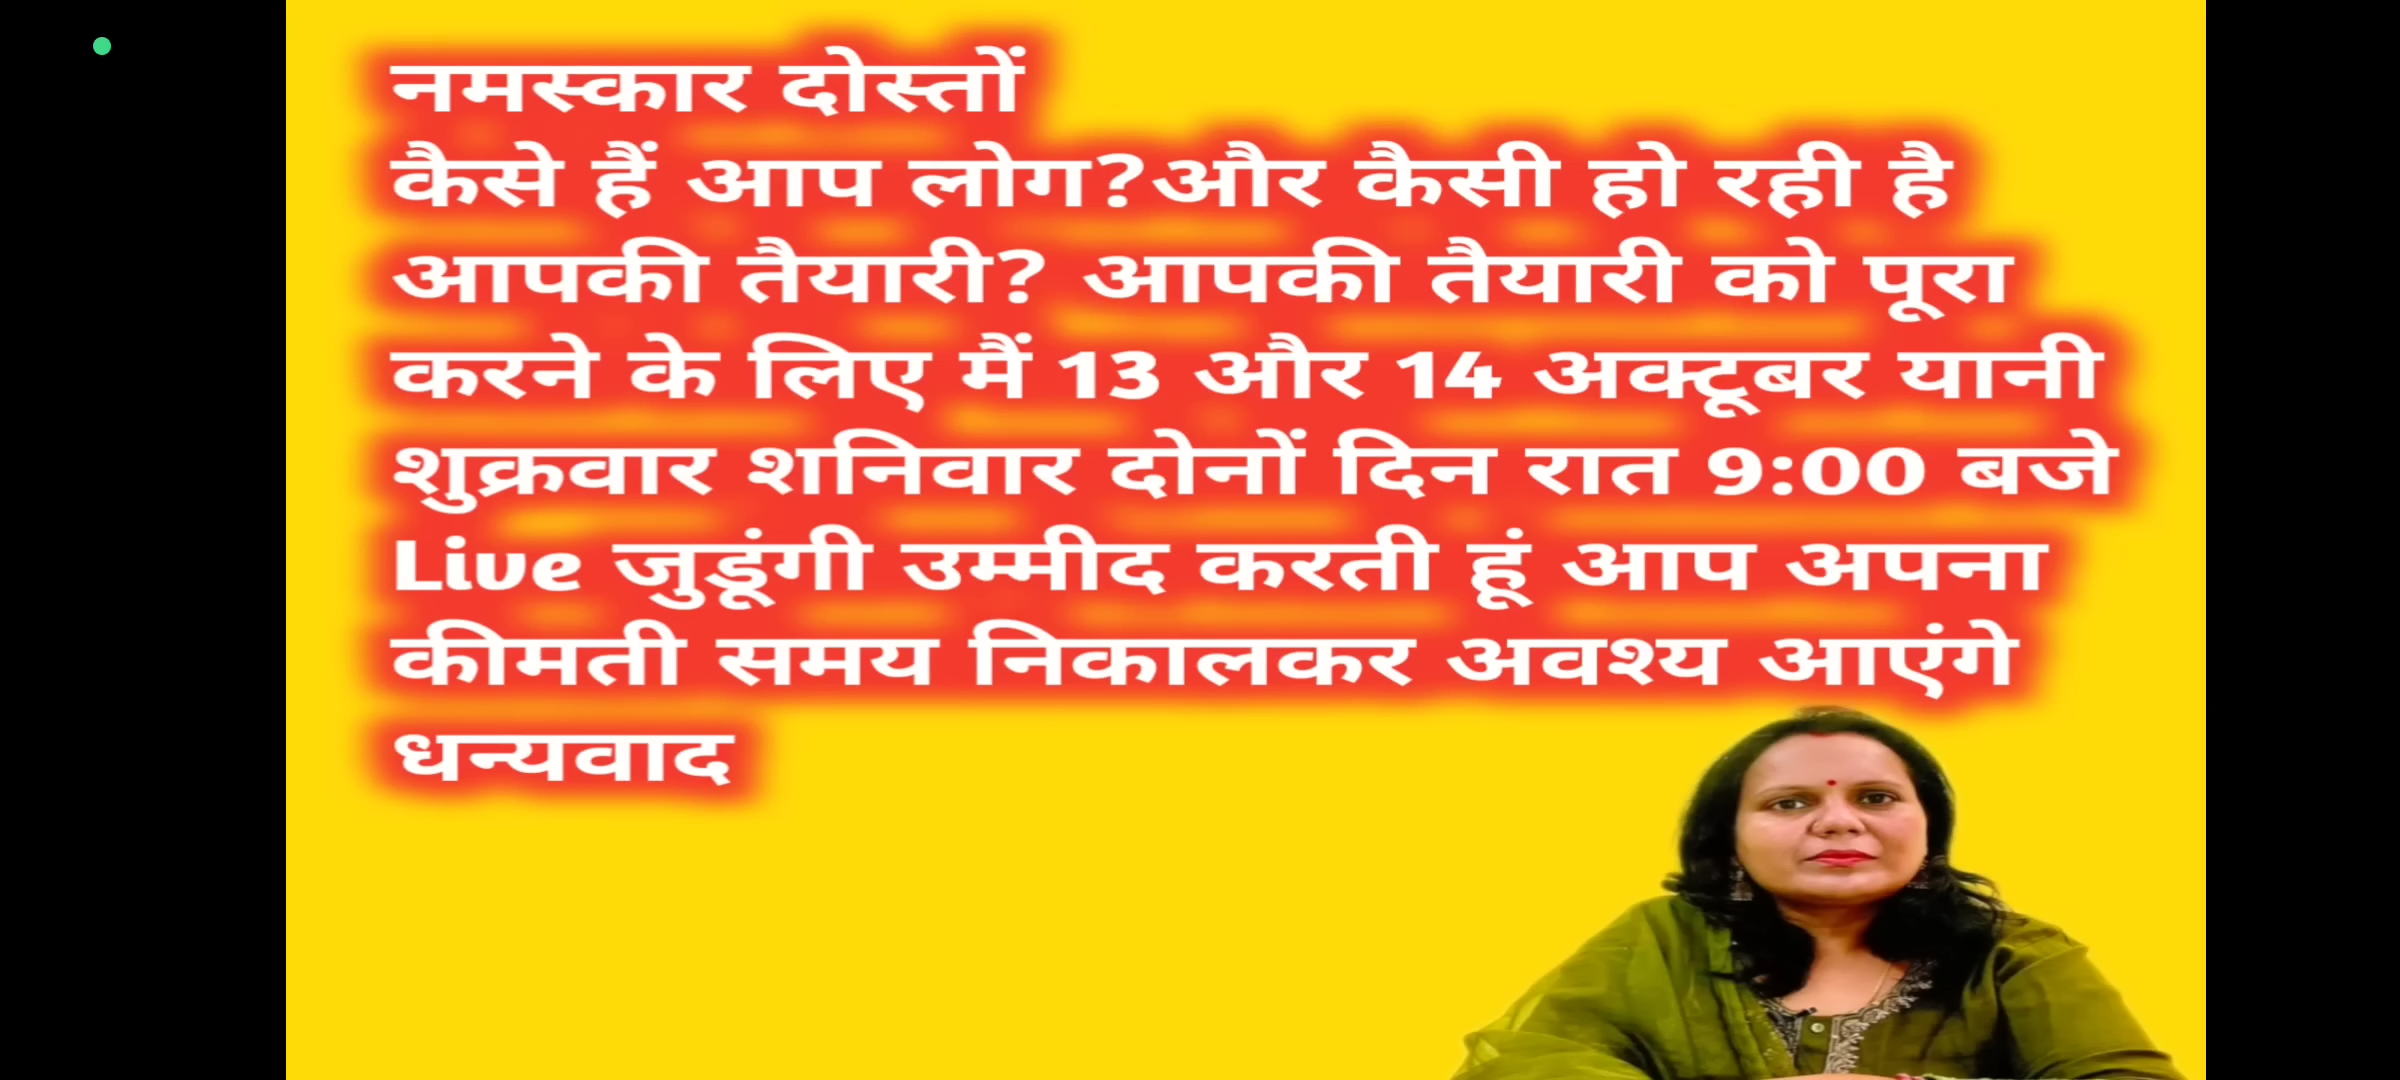 नमस्कार दोस्तों
कैसे हैं आप लोग?और कैसी हो रही है
आपकी तैयारी? आपकी तैयारी को पूरा
करने के लिए मैं 13 और 14 अक्टूबर यानी
शुक्रवार शनिवार दोनों दिन रात 9:00 बजे
Live जुड़ूंगी उम्मीद करती हूं आप अपना
कीमती समय निकालकर अवश्य आएंगे
धन्यवाद